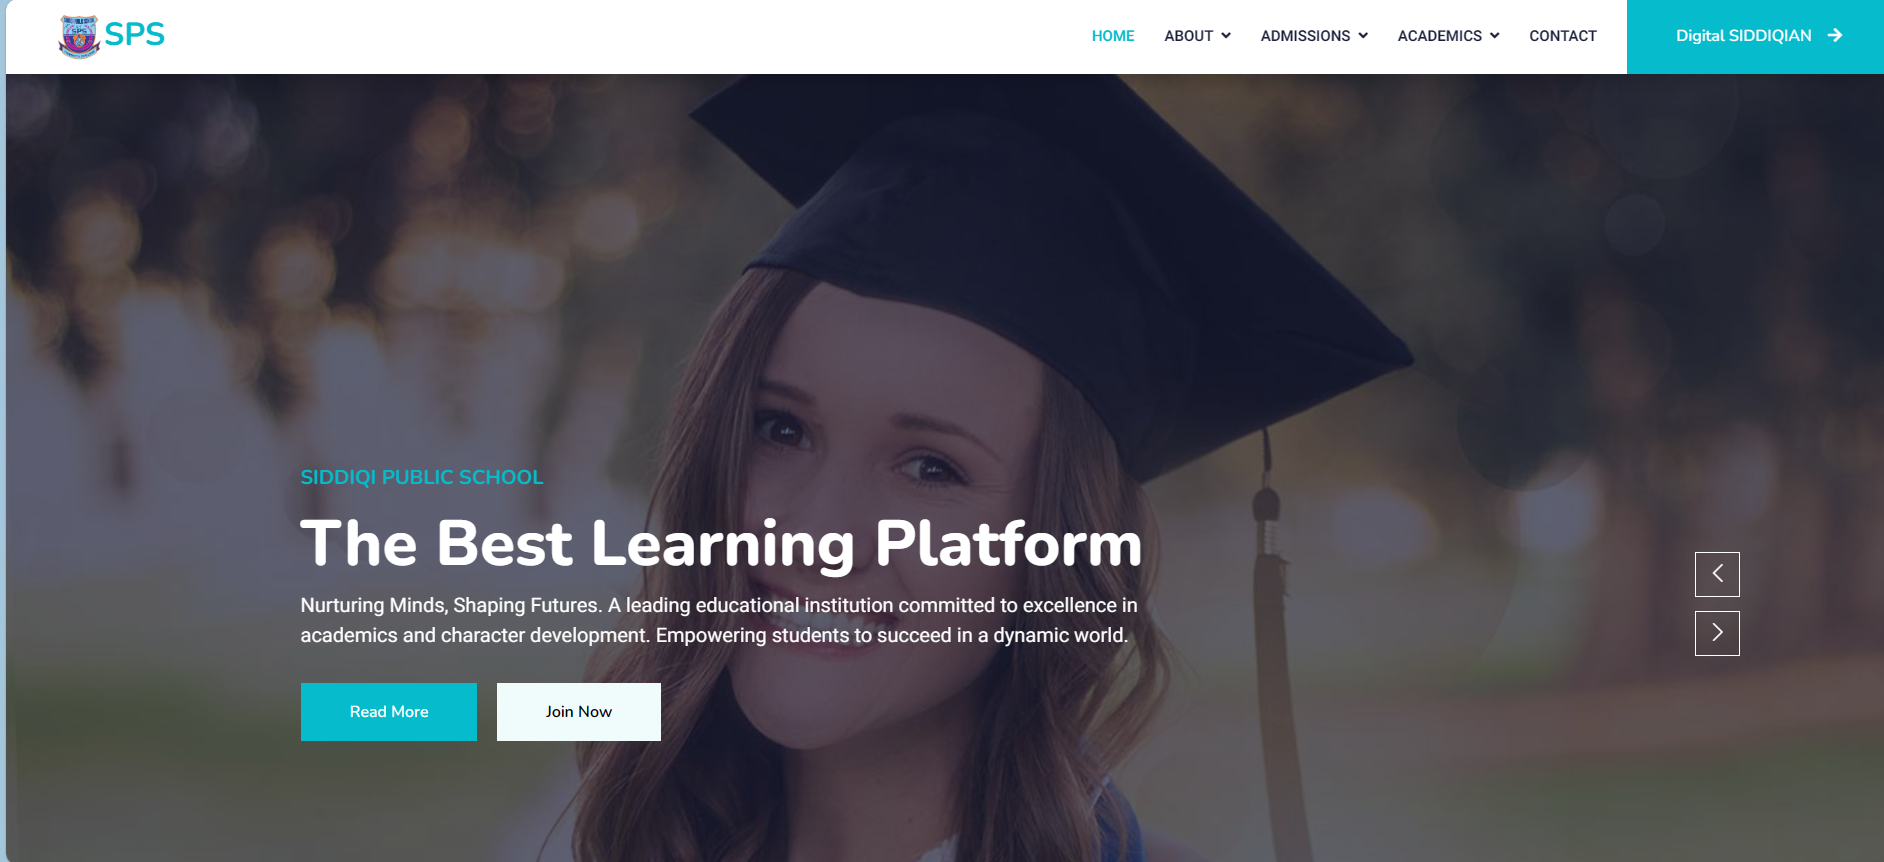 SPS
SPS
HOME ABOUT ADMISSIONS ACADEMICS CONTACT Digital SIDDIQIAN
SIDDIQI PUBLIC SCHOOL
The Best Learning Platform
Nurturing Minds, Shaping Futures. A leading educational institution committed to excellence in
academics and character development. Empowering students to succeed in a dynamic world.
Read More Join Now